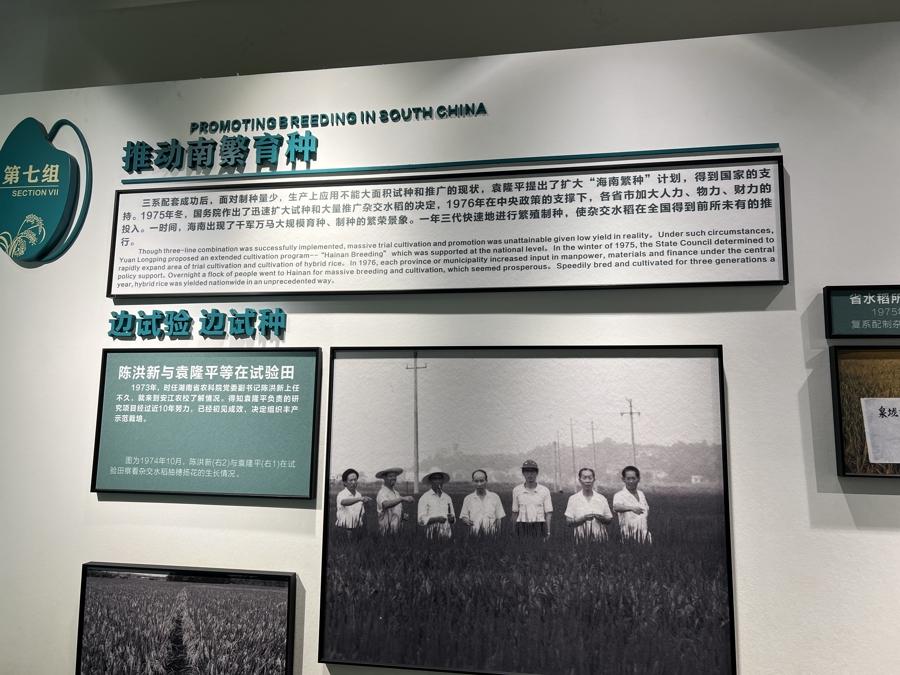 第七组
SECTION VII
PROMOTING BREEDING IN SOUTH CHINA
推动南繁育种
三系配套成功后，面对制种量少，生产上应用不能大面积试种和推广的现状，袁隆平提出了扩大“海南繁种”计划，得到国家的支
持。1975年冬，国务院作出了迅速扩大试种和大量推广杂交水稻的决定，1976年在中央政策的支撑下，各省市加大人力、物力、财力的
投入。一时间，海南出现了千军万马大规模育种、制种的繁荣景象。一年三代快速地进行繁殖制种，使杂交水稻在全国得到前所未有的推
行。
Though three-line combination was successfully implemented, massive trial cultivation and promotion was unattainable given low yield in reality. Under such circumstances,
Yuan Longping proposed an extended cultivation program--“Hainan Breeding” which was supported at the national level. In the winter of 1975, the State Council determined to
rapidly expand area of trial cultivation and cultivation of hybrid rice. In 1976, each province or municipality increased input in manpower, materials and finance under the central
policy support. Overnight a flock of people went to Hainan for massive breeding and cultivation, which seemed prosperous. Speedily bred and cultivated for three generations a
year, hybrid rice was yielded nationwide in an unprecedented way.
边试验 边试种
陈洪新与袁隆平等在试验田
1973年，时任湖南省农科院党委副书记陈洪新上任
不久，就来到安江农校了解情况。得知袁隆平负责的研
究项目经过近10年努力，已经初见成效，决定组织丰产
示范栽培。
图为1974年10月，陈洪新(右2)与袁隆平(右1)在试
验田察看杂交水稻抽穗扬花的生长情况。
省水稻所
1975年
复系配制杂